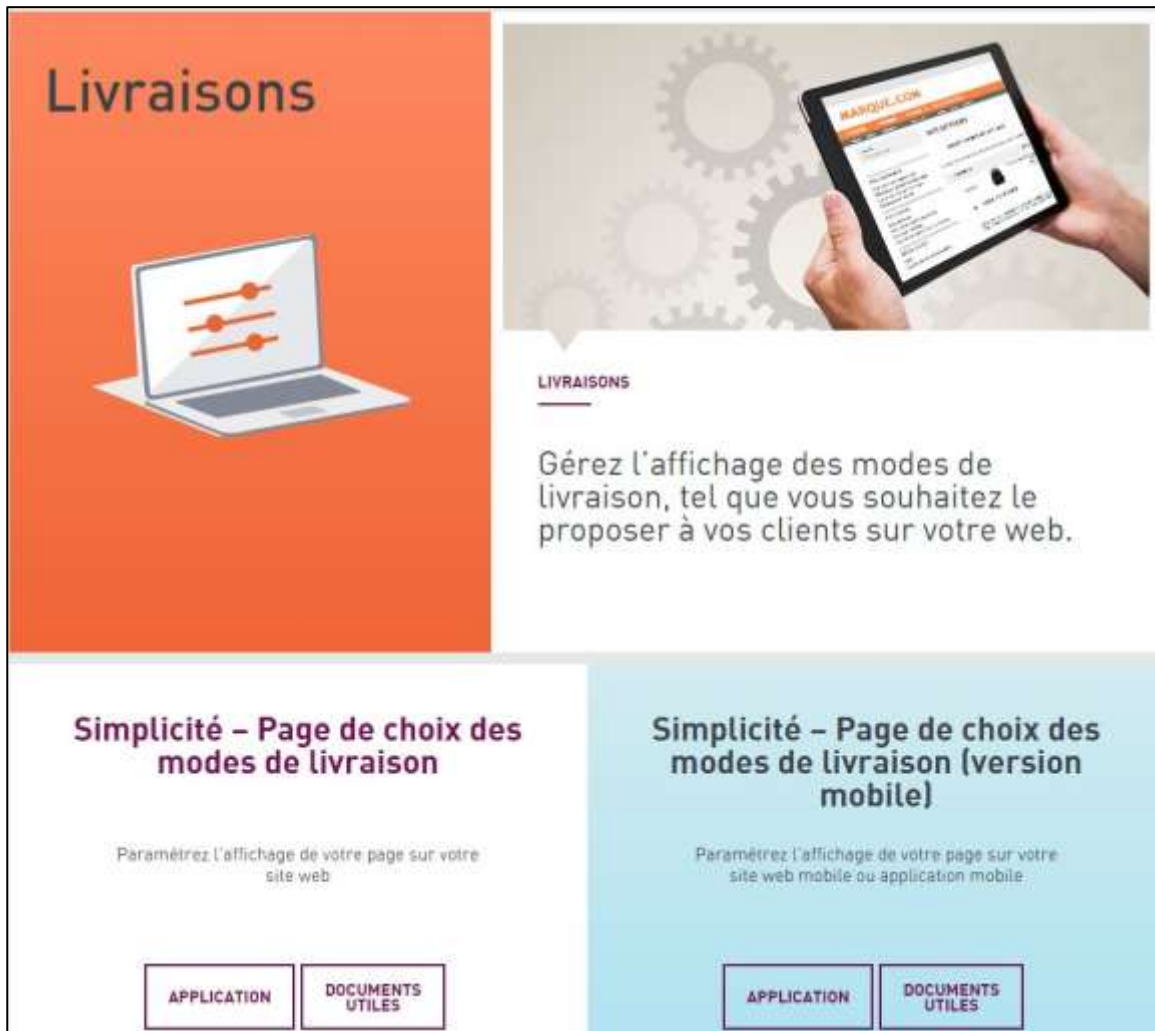 Livraisons
MARQUE.COM
LIVRAISONS
Gérez l'affichage des modes de
livraison, tel que vous souhaitez le
proposer à vos clients sur votre web.
Simplicité – Page de choix des
modes de livraison
Paramétrez l'affichage de votre page sur votre
site web
APPLICATION
DOCUMENTS
UTILES
Simplicité – Page de choix des
modes de livraison (version
mobile)
Paramétrez l'affichage de votre page sur votre
site web mobile ou application mobile
APPLICATION
DOCUMENTS
UTILES